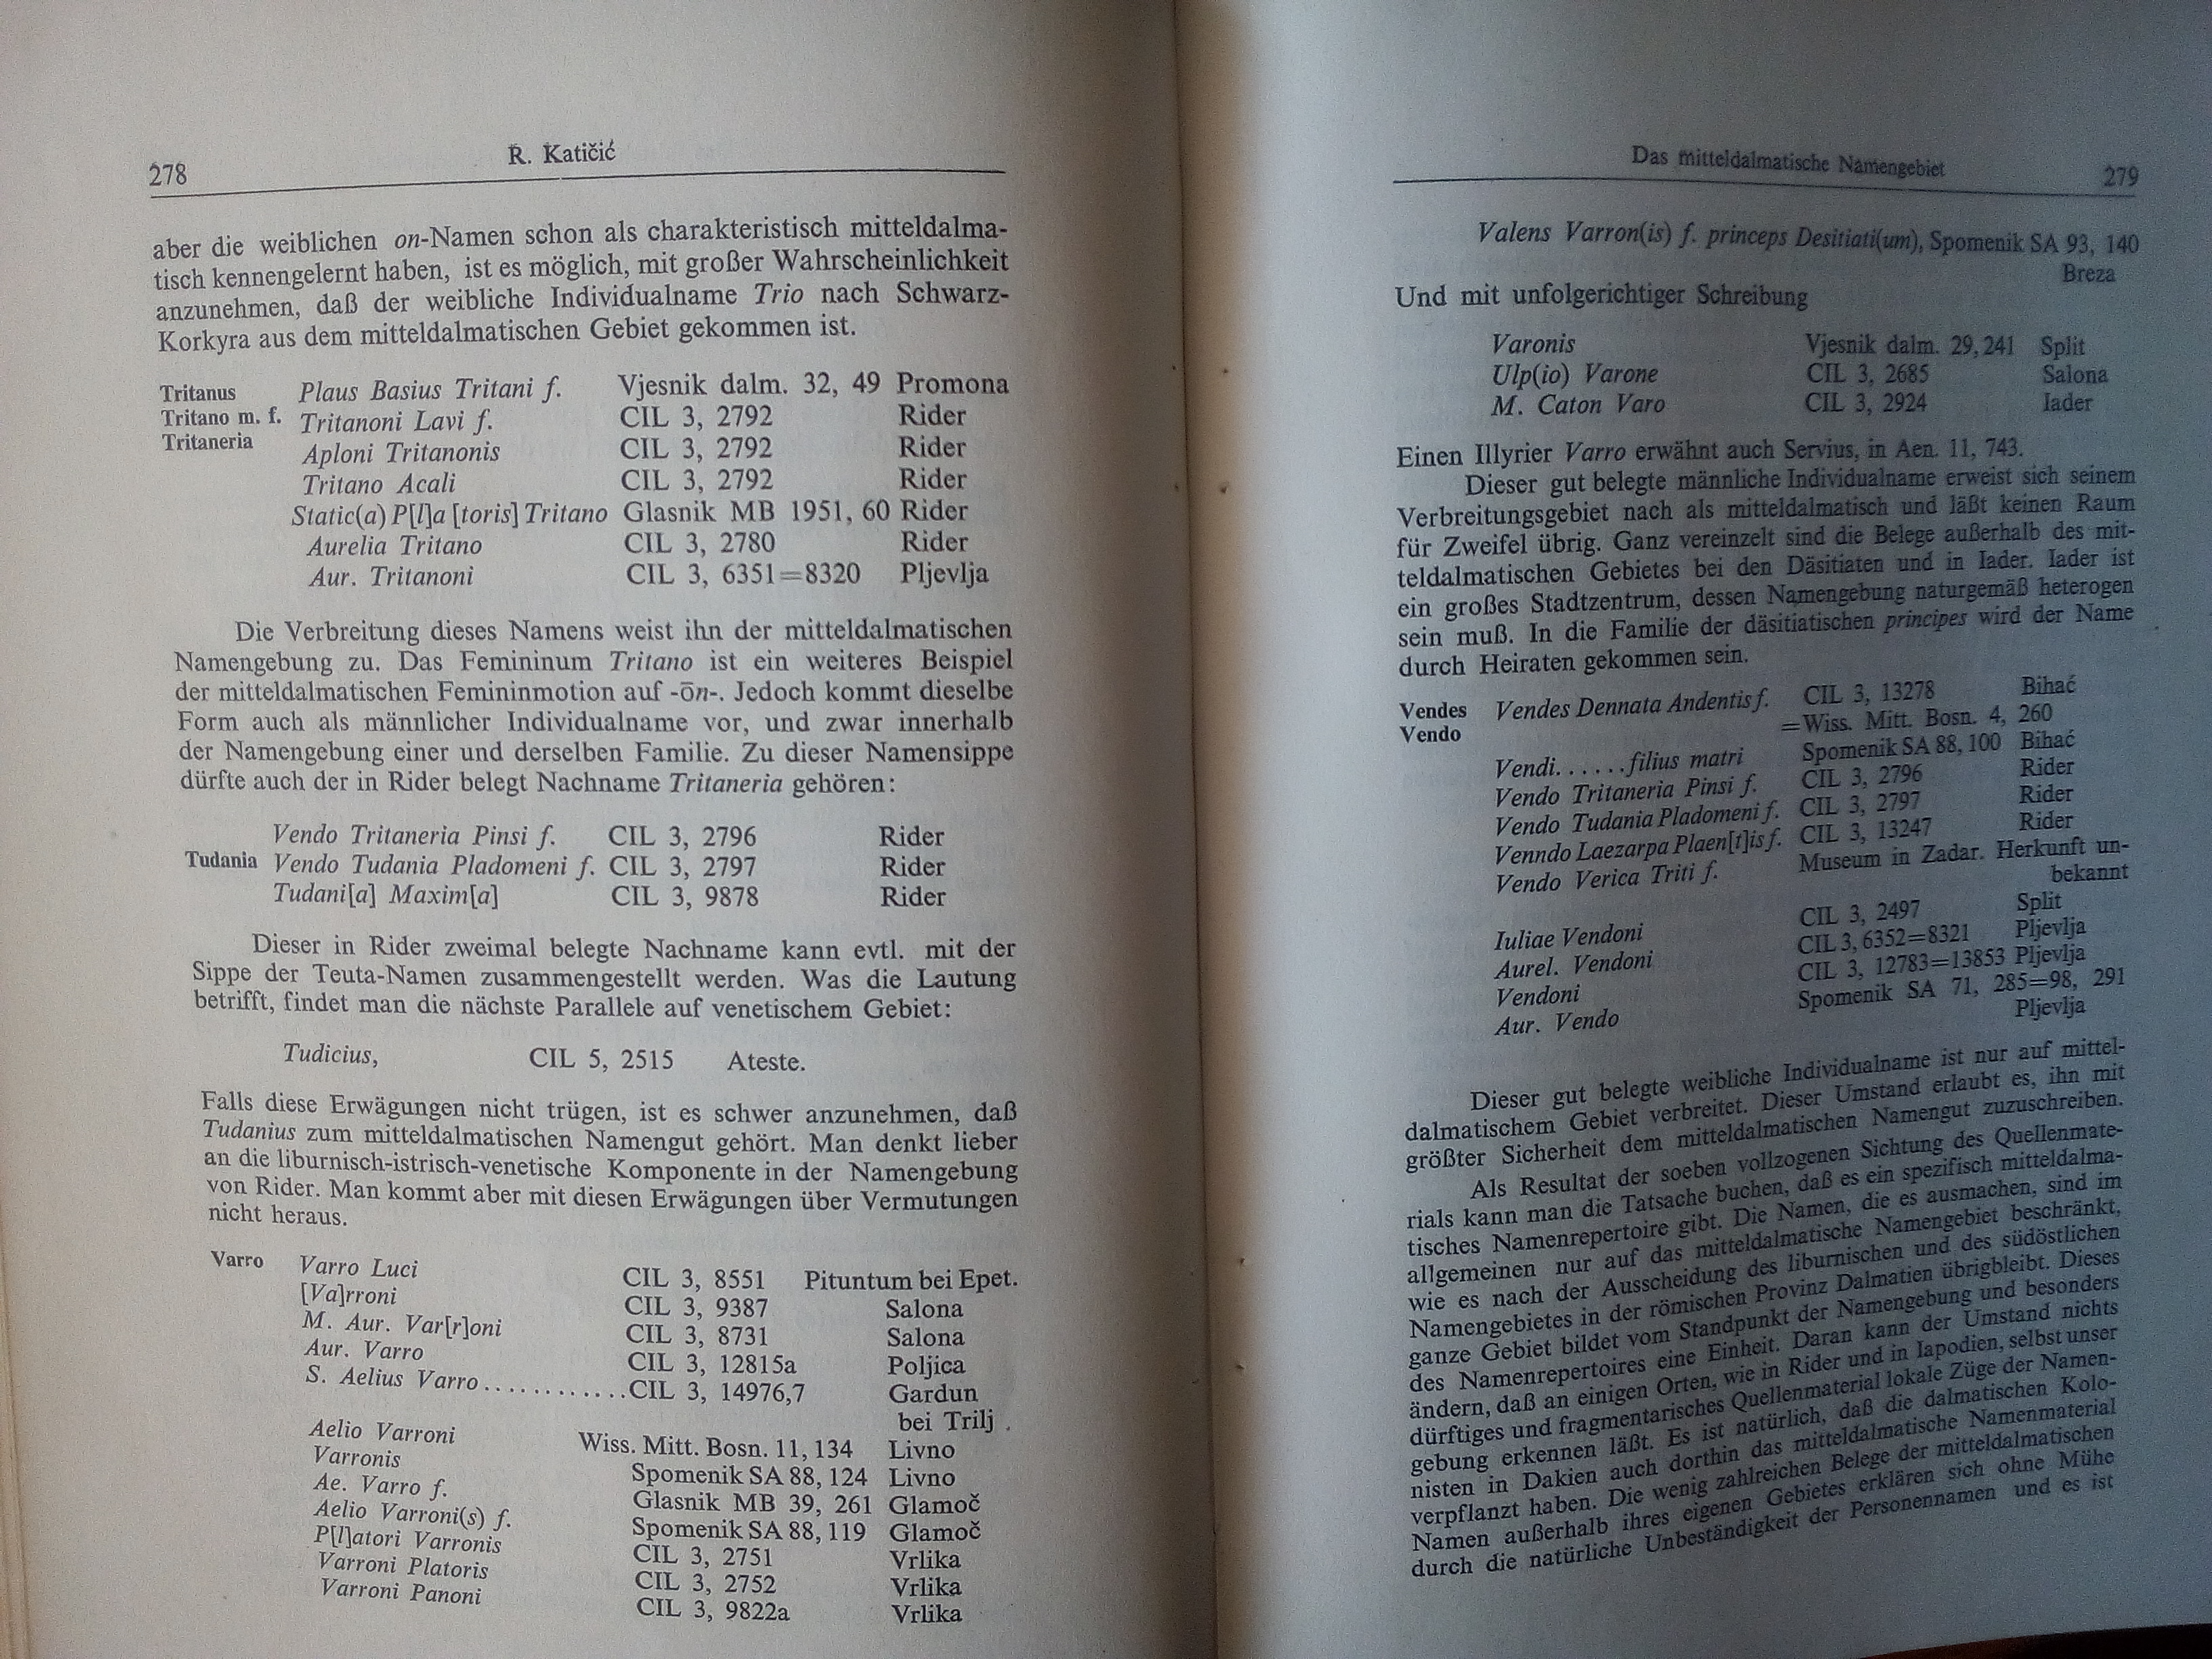 278
R. Katičić
aber die weiblichen on-Namen schon als charakteristisch mitteldalma-
tisch kennengelernt haben, ist es möglich, mit großer Wahrscheinlichkeit
anzunehmen, daß der weibliche Individualname Trio nach Schwarz-
Korkyra aus dem mitteldalmatischen Gebiet gekommen ist.
Tritanus Plaus Basius Tritani f. Vjesnik dalm. 32, 49 Promona
Tritano m. f. Tritanoni Lavi f. CIL 3, 2792 Rider
Tritaneria Aploni Tritanonis CIL 3, 2792 Rider
Tritano Acali CIL 3, 2792 Rider
Static(a) P[l]a [toris] Tritano Glasnik MB 1951, 60 Rider
Aurelia Tritano CIL 3, 2780 Rider
Aur. Tritanoni CIL 3, 6351=8320 Pljevlja
Die Verbreitung dieses Namens weist ihn der mitteldalmatischen
Namengebung zu. Das Femininum Tritano ist ein weiteres Beispiel
der mitteldalmatischen Femininmotion auf -ōn-. Jedoch kommt dieselbe
Form auch als männlicher Individualname vor, und zwar innerhalb
der Namengebung einer und derselben Familie. Zu dieser Namensippe
dürfte auch der in Rider belegt Nachname Tritaneria gehören:
Vendo Tritaneria Pinsi f. CIL 3, 2796 Rider
Tudania Vendo Tudania Pladomeni f. CIL 3, 2797 Rider
Tudani[a] Maxim[a] CIL 3, 9878 Rider
Dieser in Rider zweimal belegte Nachname kann evtl. mit der
Sippe der Teuta-Namen zusammengestellt werden. Was die Lautung
betrifft, findet man die nächste Parallele auf venetischem Gebiet:
Tudicius, CIL 5, 2515 Ateste.
Falls diese Erwägungen nicht trügen, ist es schwer anzunehmen, daß
Tudanius zum mitteldalmatischen Namengut gehört. Man denkt lieber
an die liburnisch-istrisch-venetische Komponente in der Namengebung
von Rider. Man kommt aber mit diesen Erwägungen über Vermutungen
nicht heraus.
Varro Varro Luci CIL 3, 8551 Pituntum bei Epet.
[Va]rroni CIL 3, 9387 Salona
M. Aur. Var[r]oni CIL 3, 8731 Salona
Aur. Varro CIL 3, 12815a Poljica
S. Aelius Varro............CIL 3, 14976,7 Gardun
bei Trilj
Aelio Varroni Wiss. Mitt. Bosn. 11, 134 Livno
Varronis Spomenik SA 88, 124 Livno
Ae. Varro f. Glasnik MB 39, 261 Glamoč
Aelio Varroni(s) f. Spomenik SA 88, 119 Glamoč
P[l]atori Varronis CIL 3, 2751 Vrlika
Varroni Platoris CIL 3, 2752 Vrlika
Varroni Panoni CIL 3, 9822a Vrlika
Das mitteldalmatische Namengebiet
279
Valens Varron(is) f. princeps Desitiati(um), Spomenik SA 93, 140
Breza
Und mit unfolgerichtiger Schreibung
Varonis Vjesnik dalm. 29, 241 Split
Ulp(io) Varone CIL 3, 2685 Salona
M. Caton Varo CIL 3, 2924 Iader
Einen Illyrier Varro erwähnt auch Servius, in Aen. 11, 743.
Dieser gut belegte männliche Individualname erweist sich seinem
Verbreitungsgebiet nach als mitteldalmatisch und läßt keinen Raum
für Zweifel übrig. Ganz vereinzelt sind die Belege außerhalb des mit-
teldalmatischen Gebietes bei den Däsitiaten und in Iader. Iader ist
ein großes Stadtzentrum, dessen Namengebung naturgemäß heterogen
sein muß. In die Familie der däsitiatischen principes wird der Name
durch Heiraten gekommen sein.
Vendes Vendes Dennata Andentis f. CIL 3, 13278 Bihać
Vendo =Wiss. Mitt. Bosn. 4, 260
Vendi......filius matri Spomenik SA 88, 100 Bihać
Vendo Tritaneria Pinsi f. CIL 3, 2796 Rider
Vendo Tudania Pladomeni f. CIL 3, 2797 Rider
Venndo Laezarpa Plaen[t]is f. CIL 3, 13247 Rider
Vendo Verica Triti f. Museum in Zadar. Herkunft un-
bekannt
Iuliae Vendoni CIL 3, 2497 Split
Aurel. Vendoni CIL 3, 6352=8321 Pljevlja
Vendoni CIL 3, 12783=13853 Pljevlja
Aur. Vendo Spomenik SA 71, 285=98, 291
Pljevlja
Dieser gut belegte weibliche Individualname ist nur auf mittel-
dalmatischem Gebiet verbreitet. Dieser Umstand erlaubt es, ihn mit
größter Sicherheit dem mitteldalmatischen Namengut zuzuschreiben.
Als Resultat der soeben vollzogenen Sichtung des Quellenmate-
rials kann man die Tatsache buchen, daß es ein spezifisch mitteldalma-
tisches Namenrepertoire gibt. Die Namen, die es ausmachen, sind im
allgemeinen nur auf das mitteldalmatische Namengebiet beschränkt,
wie es nach der Ausscheidung des liburnischen und des südöstlichen
Namengebietes in der römischen Provinz Dalmatien übrigbleibt. Dieses
ganze Gebiet bildet vom Standpunkt der Namengebung und besonders
des Namenrepertoires eine Einheit. Daran kann der Umstand nichts
ändern, daß an einigen Orten, wie in Rider und in Iapodien, selbst unser
dürftiges und fragmentarisches Quellenmaterial lokale Züge der Namen-
gebung erkennen läßt. Es ist natürlich, daß die dalmatischen Kolo-
nisten in Dakien auch dorthin das mitteldalmatische Namenmaterial
verpflanzt haben. Die wenig zahlreichen Belege der mitteldalmatischen
Namen außerhalb ihres eigenen Gebietes erklären sich ohne Mühe
durch die natürliche Unbeständigkeit der Personennamen und es ist